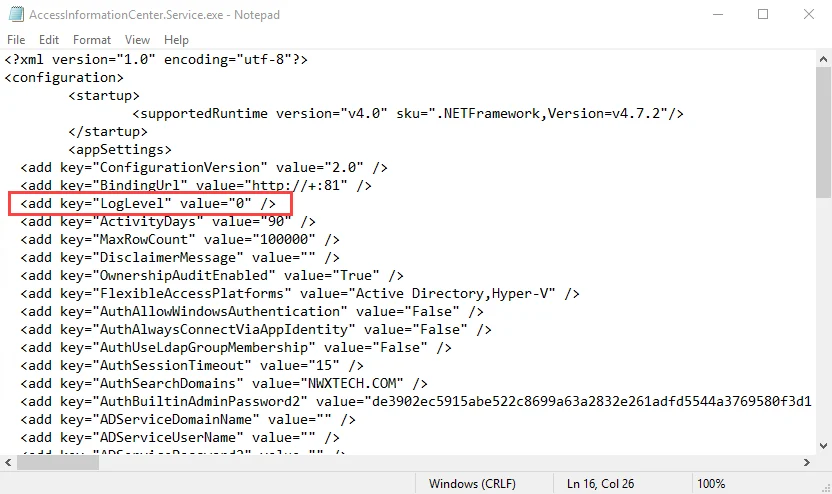 AccessInformationCenter.Service.exe - Notepad
File Edit Format View Help
<?xml version="1.0" encoding="utf-8"?>
<configuration>
<startup>
<supportedRuntime version="v4.0" sku=".NETFramework,Version=v4.7.2"/>
</startup>
<appSettings>
<add key="ConfigurationVersion" value="2.0" />
<add key="BindingUrl" value="http://+:81" />
<add key="LogLevel" value="0" />
<add key="ActivityDays" value="90" />
<add key="MaxRowCount" value="100000" />
<add key="DisclaimerMessage" value="" />
<add key="OwnershipAuditEnabled" value="True" />
<add key="FlexibleAccessPlatforms" value="Active Directory,Hyper-V" />
<add key="AuthAllowWindowsAuthentication" value="False" />
<add key="AuthAlwaysConnectViaAppIdentity" value="False" />
<add key="AuthUseLdapGroupMembership" value="False" />
<add key="AuthSessionTimeout" value="15" />
<add key="AuthSearchDomains" value="NWXTECH.COM" />
<add key="AuthBuiltinAdminPassword2" value="de3902ec5915abe522c8699a63a2832e261adfd5544a3769580f3d1
<add key="ADServiceDomainName" value="" />
<add key="ADServiceUserName" value="" />
<add key="ADServicePassword2" value="" />
Windows (CRLF) Ln 16, Col 26 100%